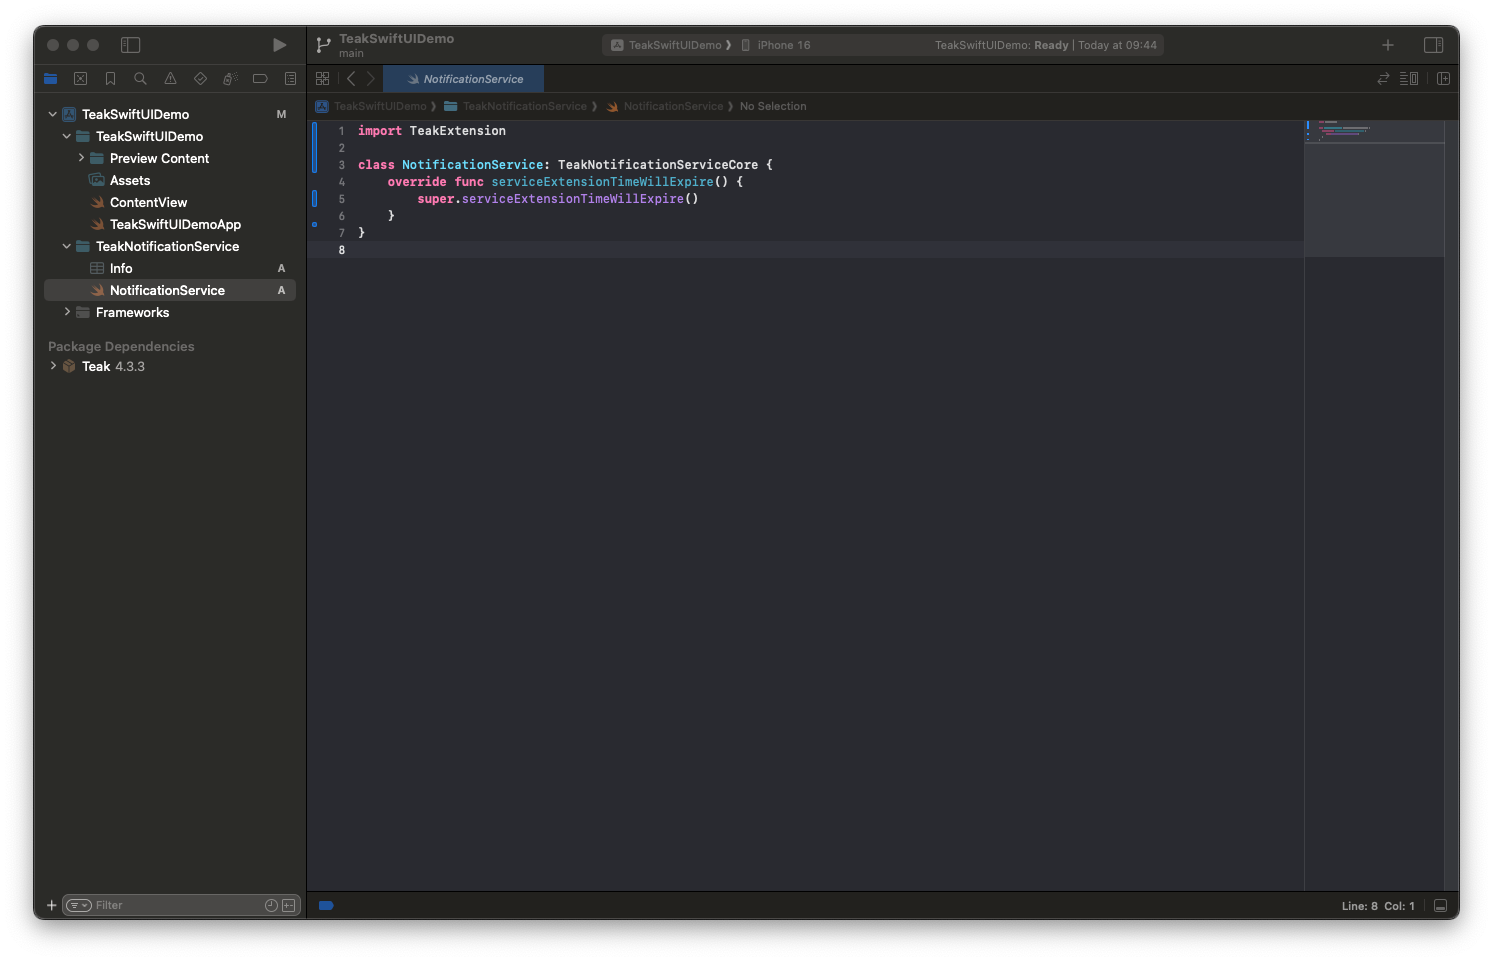 TeakSwiftUIDemo
main
TeakSwiftUIDemo ❯ iPhone 16
TeakSwiftUIDemo: Ready | Today at 09:44
NotificationService
TeakSwiftUIDemo ❯ TeakNotificationService ❯ NotificationService ❯ No Selection
TeakSwiftUIDemo M
TeakSwiftUIDemo
Preview Content
Assets
ContentView
TeakSwiftUIDemoApp
TeakNotificationService
Info A
NotificationService A
Frameworks
Package Dependencies
Teak 4.3.3
Filter
1 import TeakExtension
2
3 class NotificationService: TeakNotificationServiceCore {
4     override func serviceExtensionTimeWillExpire() {
5         super.serviceExtensionTimeWillExpire()
6     }
7 }
8
Line: 8 Col: 1